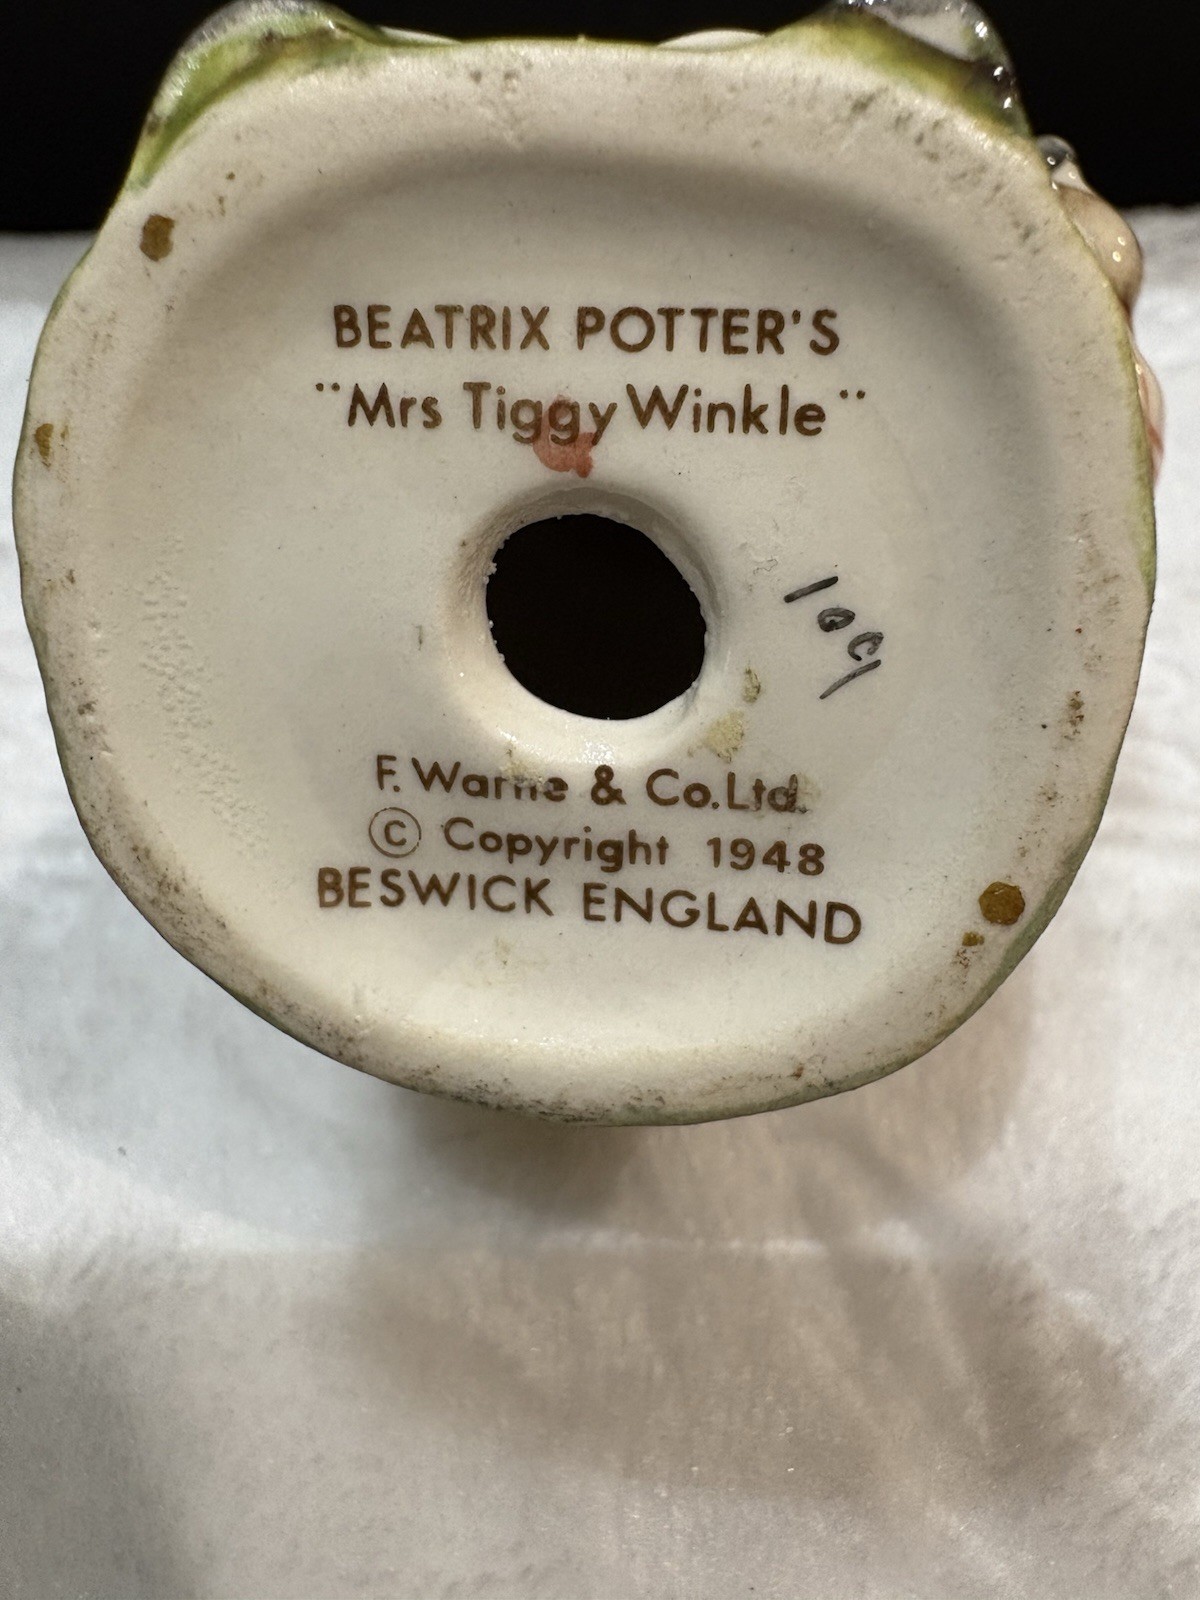 BEATRIX POTTER'S
"Mrs Tiggy Winkle"
F. Warne & Co. Ltd.
© Copyright 1948
BESWICK ENGLAND